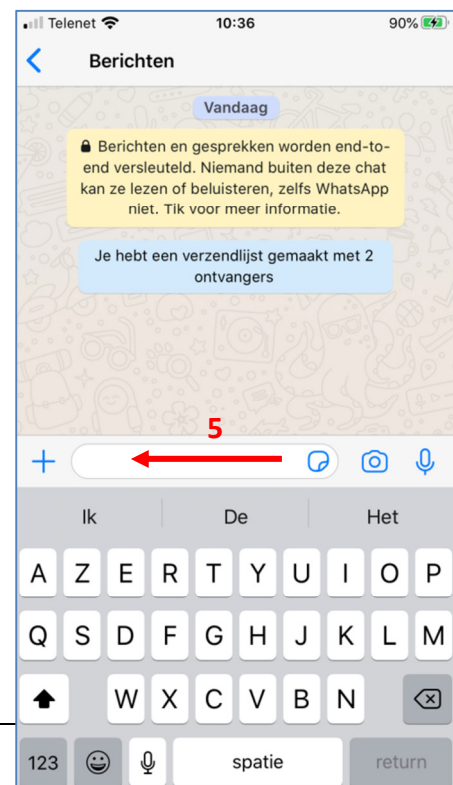 Telenet 10:36 90%
Berichten
Vandaag
Berichten en gesprekken worden end-to-
end versleuteld. Niemand buiten deze chat
kan ze lezen of beluisteren, zelfs WhatsApp
niet. Tik voor meer informatie.
Je hebt een verzendlijst gemaakt met 2
ontvangers
5
Ik De Het
A Z E R T Y U I O P
Q S D F G H J K L M
W X C V B N
123 spatie return